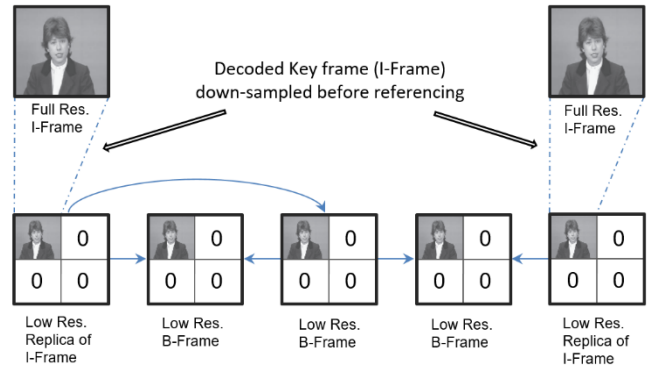 Decoded Key frame (I-Frame)
down-sampled before referencing
Full Res.
I-Frame
Full Res.
I-Frame
0
0 0
0
0 0
0
0 0
0
0 0
0
0 0
Low Res.
Replica of
I-Frame
Low Res.
B-Frame
Low Res.
B-Frame
Low Res.
B-Frame
Low Res.
Replica of
I-Frame